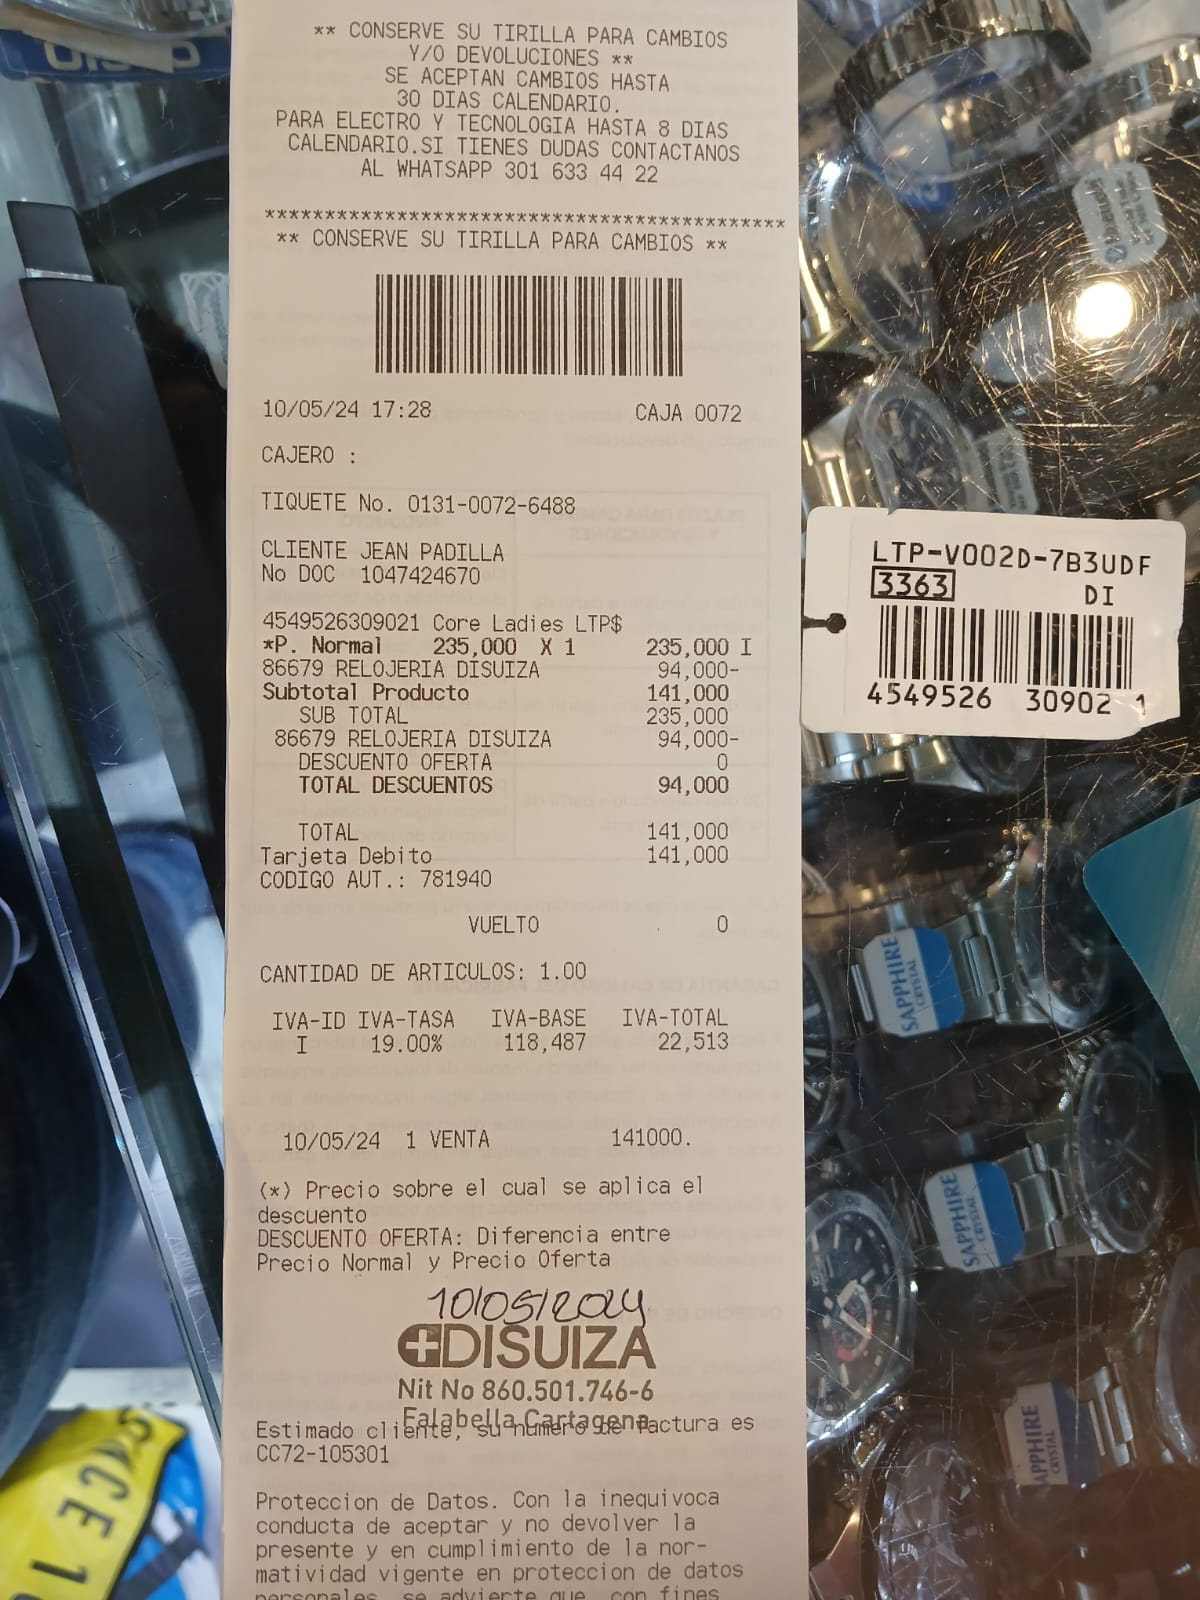 ** CONSERVE SU TIRILLA PARA CAMBIOS
Y/O DEVOLUCIONES **
SE ACEPTAN CAMBIOS HASTA
30 DIAS CALENDARIO.
PARA ELECTRO Y TECNOLOGIA HASTA 8 DIAS
CALENDARIO.SI TIENES DUDAS CONTACTANOS
AL WHATSAPP 301 633 44 22
*******************************************
** CONSERVE SU TIRILLA PARA CAMBIOS **
10/05/24 17:28 CAJA 0072
CAJERO :
TIQUETE No. 0131-0072-6488
CLIENTE JEAN PADILLA
No DOC 1047424670
4549526309021 Core Ladies LTP$
*P. Normal 235,000 X 1 235,000 I
86679 RELOJERIA DISUIZA 94,000-
Subtotal Producto 141,000
SUB TOTAL 235,000
86679 RELOJERIA DISUIZA 94,000-
DESCUENTO OFERTA 0
TOTAL DESCUENTOS 94,000
TOTAL 141,000
Tarjeta Debito 141,000
CODIGO AUT.: 781940
VUELTO 0
CANTIDAD DE ARTICULOS: 1.00
IVA-ID IVA-TASA IVA-BASE IVA-TOTAL
I 19.00% 118,487 22,513
10/05/24 1 VENTA 141000.
(*) Precio sobre el cual se aplica el
descuento
DESCUENTO OFERTA: Diferencia entre
Precio Normal y Precio Oferta
10/05/2024
DISUIZA
Nit No 860.501.746-6
Falabella Cartagena
Estimado cliente, su numero de factura es
CC72-105301
Proteccion de Datos. Con la inequivoca
conducta de aceptar y no devolver la
presente y en cumplimiento de la nor-
matividad vigente en proteccion de datos
personales, se advierte que, con fines
LTP-V002D-7B3UDF
3363 DI
4549526 30902 1
SAPPHIRE
CRYSTAL
SAPPHIRE
CRYSTAL
SAPPHIRE
CRYSTAL
CASIO